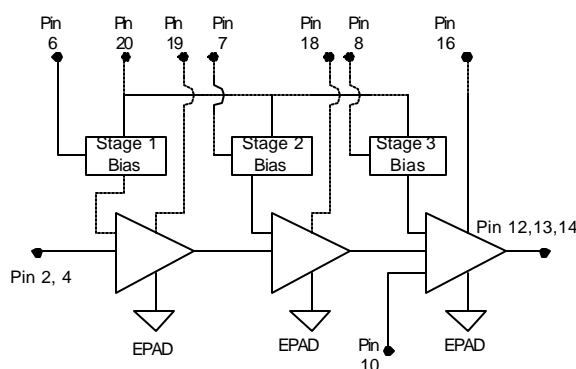 Pin
6
Pin
20
Pin
19
Pin
7
Pin
18
Pin
8
Pin
16
Stage 1
Bias
Stage 2
Bias
Stage 3
Bias
Pin 12,13,14
Pin 2, 4
EPAD
EPAD
Pin
10
EPAD